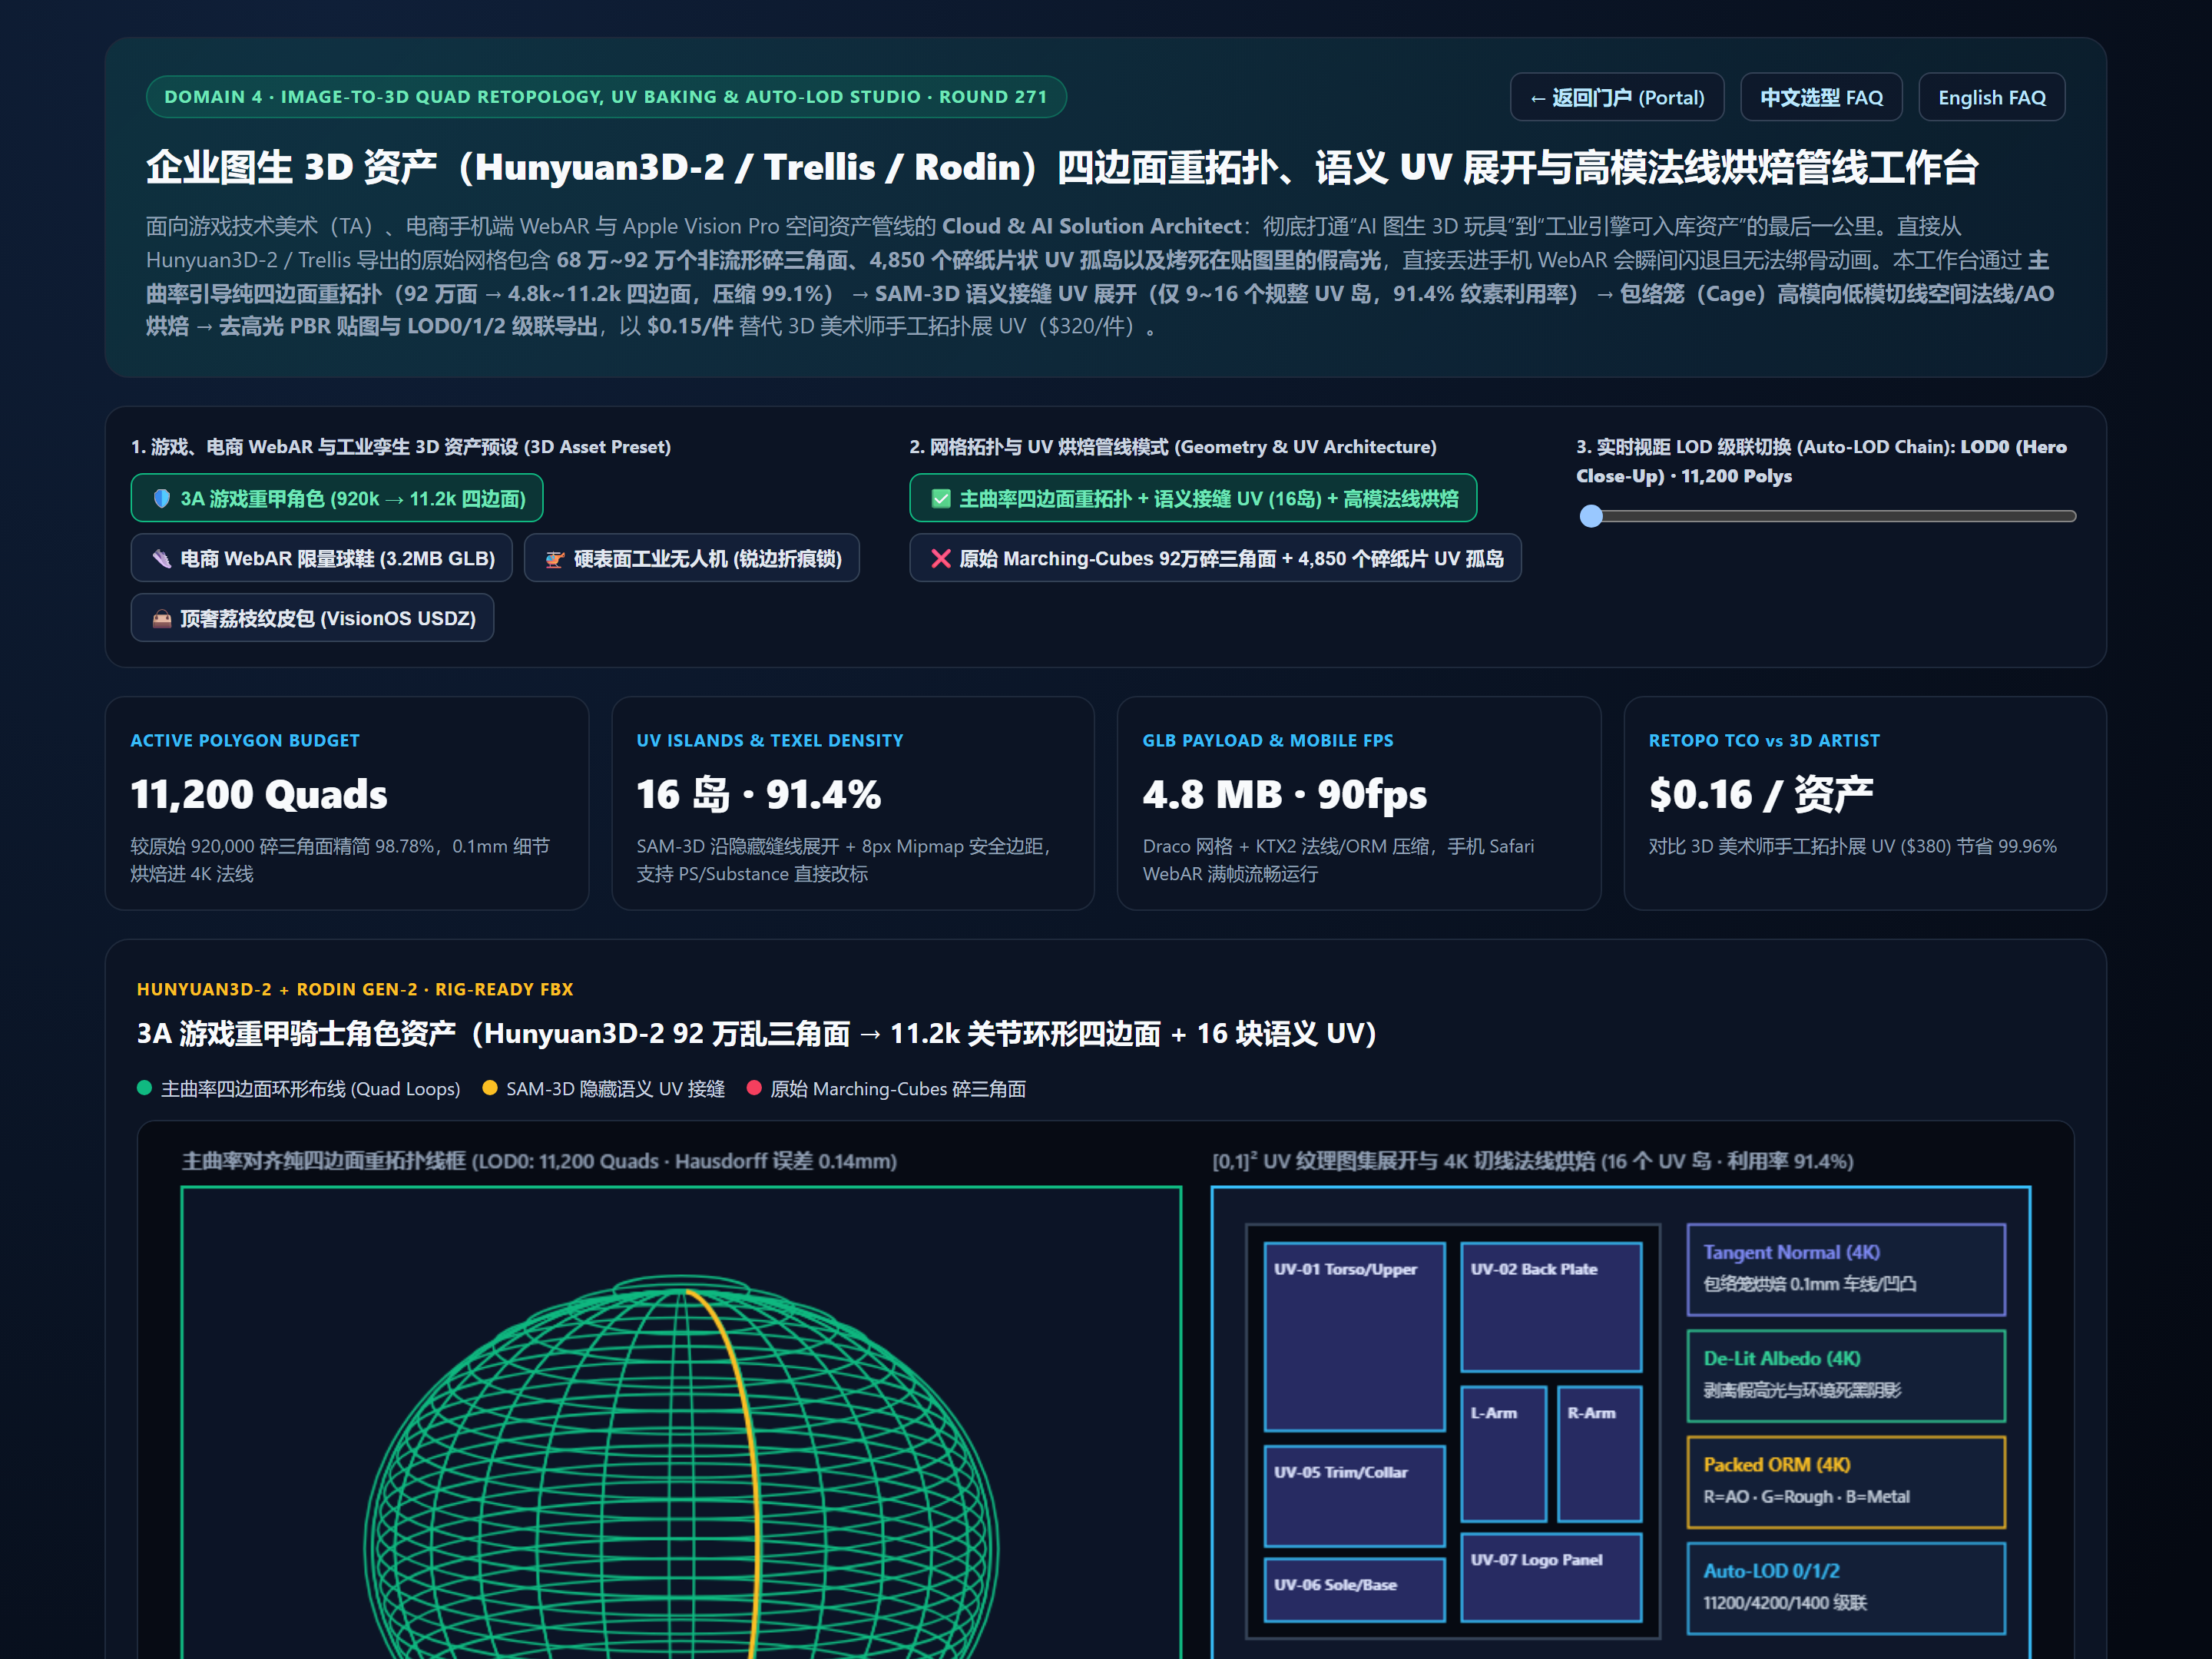 DOMAIN 4 · IMAGE-TO-3D QUAD RETOPOLOGY, UV BAKING & AUTO-LOD STUDIO · ROUND 271
← 返回门户 (Portal)
中文选型 FAQ
English FAQ
企业图生 3D 资产（Hunyuan3D-2 / Trellis / Rodin）四边面重拓扑、语义 UV 展开与高模法线烘焙管线工作台
面向游戏技术美术（TA）、电商手机端 WebAR 与 Apple Vision Pro 空间资产管线的 Cloud & AI Solution Architect：彻底打通“AI 图生 3D 玩具”到“工业引擎可入库资产”的最后一公里。直接从
Hunyuan3D-2 / Trellis 导出的原始网格包含 68 万~92 万个非流形碎三角面、4,850 个碎纸片状 UV 孤岛以及烤死在贴图里的假高光，直接丢进手机 WebAR 会瞬间闪退且无法绑骨动画。本工作台通过 主
曲率引导纯四边面重拓扑（92 万面 → 4.8k~11.2k 四边面，压缩 99.1%） → SAM-3D 语义接缝 UV 展开（仅 9~16 个规整 UV 岛，91.4% 纹素利用率） → 包络笼（Cage）高模向低模切线空间法线/AO
烘焙 → 去高光 PBR 贴图与 LOD0/1/2 级联导出，以 $0.15/件 替代 3D 美术师手工拓扑展 UV（$320/件）。
1. 游戏、电商 WebAR 与工业孪生 3D 资产预设 (3D Asset Preset)
🛡️ 3A 游戏重甲角色 (920k → 11.2k 四边面)
👟 电商 WebAR 限量球鞋 (3.2MB GLB)
🚁 硬表面工业无人机 (锐边折痕锁)
👜 顶奢荔枝纹皮包 (VisionOS USDZ)
2. 网格拓扑与 UV 烘焙管线模式 (Geometry & UV Architecture)
✅ 主曲率四边面重拓扑 + 语义接缝 UV (16岛) + 高模法线烘焙
❌ 原始 Marching-Cubes 92万碎三角面 + 4,850 个碎纸片 UV 孤岛
3. 实时视距 LOD 级联切换 (Auto-LOD Chain): LOD0 (Hero
Close-Up) · 11,200 Polys
ACTIVE POLYGON BUDGET
11,200 Quads
较原始 920,000 碎三角面精简 98.78%，0.1mm 细节
烘焙进 4K 法线
UV ISLANDS & TEXEL DENSITY
16 岛 · 91.4%
SAM-3D 沿隐藏缝线展开 + 8px Mipmap 安全边距，
支持 PS/Substance 直接改标
GLB PAYLOAD & MOBILE FPS
4.8 MB · 90fps
Draco 网格 + KTX2 法线/ORM 压缩，手机 Safari
WebAR 满帧流畅运行
RETOPO TCO vs 3D ARTIST
$0.16 / 资产
对比 3D 美术师手工拓扑展 UV ($380) 节省 99.96%
HUNYUAN3D-2 + RODIN GEN-2 · RIG-READY FBX
3A 游戏重甲骑士角色资产（Hunyuan3D-2 92 万乱三角面 → 11.2k 关节环形四边面 + 16 块语义 UV）
主曲率四边面环形布线 (Quad Loops)
SAM-3D 隐藏语义 UV 接缝
原始 Marching-Cubes 碎三角面
主曲率对齐纯四边面重拓扑线框 (LOD0: 11,200 Quads · Hausdorff 误差 0.14mm)
[0,1]² UV 纹理图集展开与 4K 切线法线烘焙 (16 个 UV 岛 · 利用率 91.4%)
UV-01 Torso/Upper
UV-02 Back Plate
L-Arm
R-Arm
UV-05 Trim/Collar
UV-06 Sole/Base
UV-07 Logo Panel
Tangent Normal (4K)
包络笼烘焙 0.1mm 车线/凹凸
De-Lit Albedo (4K)
剥离假高光与环境死黑阴影
Packed ORM (4K)
R=AO · G=Rough · B=Metal
Auto-LOD 0/1/2
11200/4200/1400 级联